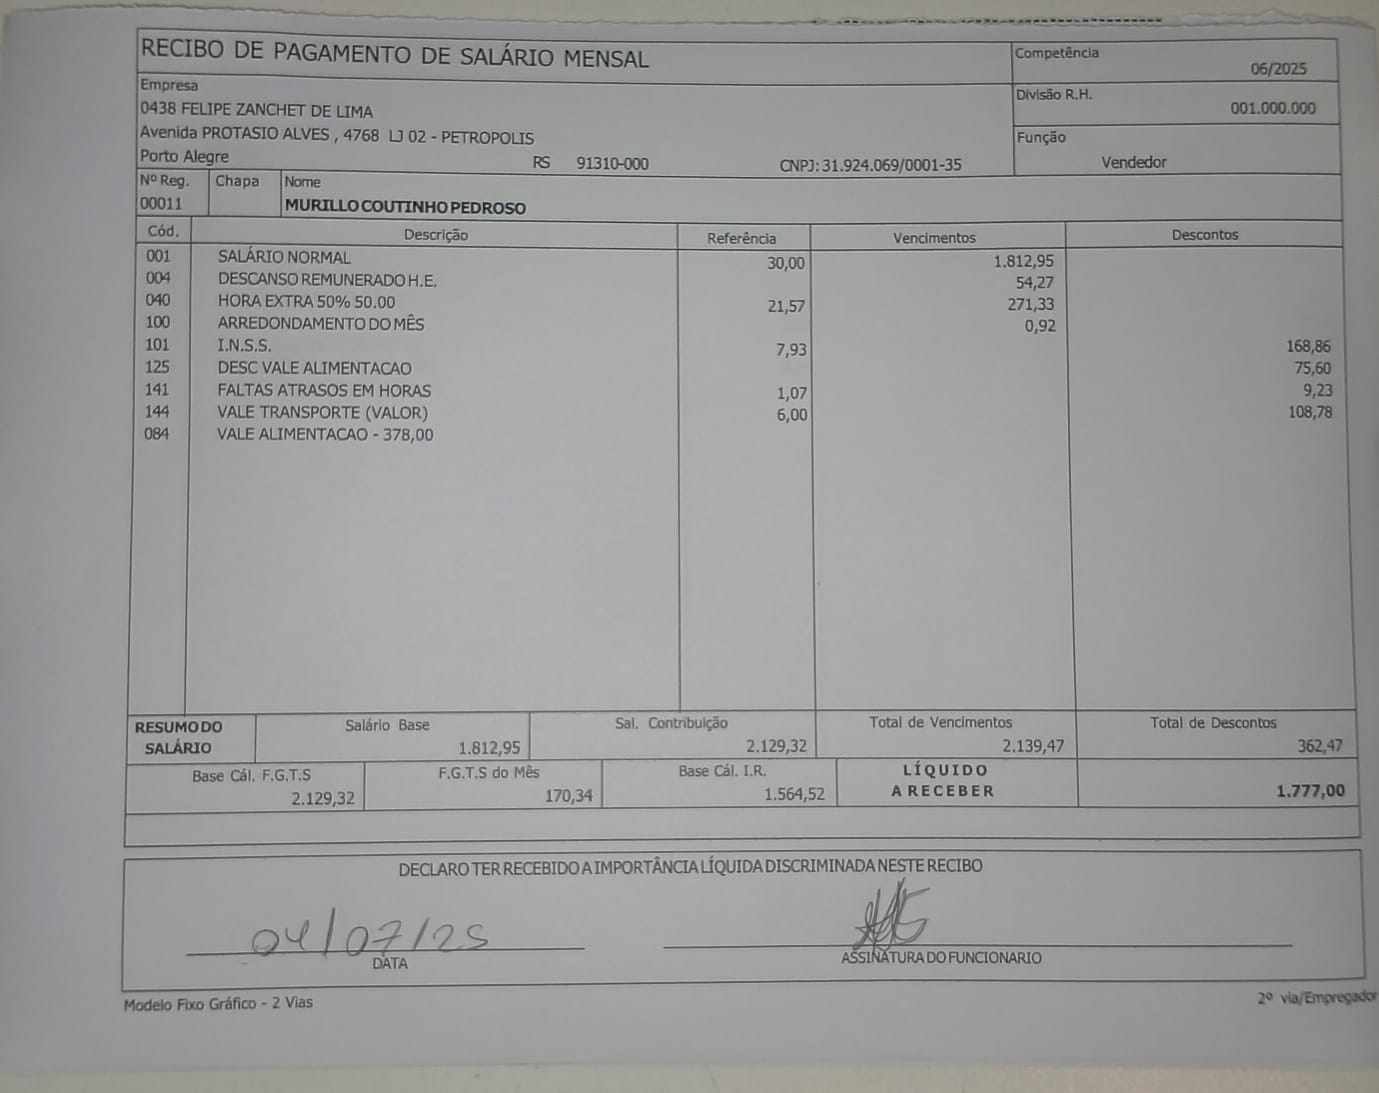 RECIBO DE PAGAMENTO DE SALÁRIO MENSAL
Competência
06/2025
Empresa
0438 FELIPE ZANCHET DE LIMA
Divisão R.H.
001.000.000
Avenida PROTASIO ALVES , 4768 LJ 02 - PETROPOLIS
Função
Porto Alegre RS 91310-000 CNPJ: 31.924.069/0001-35 Vendedor
Nº Reg. Chapa Nome
00011 MURILLO COUTINHO PEDROSO
Cód. Descrição Referência Vencimentos Descontos
001 SALÁRIO NORMAL 30,00 1.812,95
004 DESCANSO REMUNERADO H.E. 54,27
040 HORA EXTRA 50% 50.00 21,57 271,33
100 ARREDONDAMENTO DO MÊS 0,92
101 I.N.S.S. 7,93 168,86
125 DESC VALE ALIMENTACAO 75,60
141 FALTAS ATRASOS EM HORAS 1,07 9,23
144 VALE TRANSPORTE (VALOR) 6,00 108,78
084 VALE ALIMENTACAO - 378,00
RESUMO DO Salário Base Sal. Contribuição Total de Vencimentos Total de Descontos
SALÁRIO 1.812,95 2.129,32 2.139,47 362,47
Base Cál. F.G.T.S F.G.T.S do Mês Base Cál. I.R. LÍQUIDO
2.129,32 170,34 1.564,52 A RECEBER 1.777,00
DECLARO TER RECEBIDO A IMPORTÂNCIA LÍQUIDA DISCRIMINADA NESTE RECIBO
04/07/25
DATA ASSINATURA DO FUNCIONARIO
Modelo Fixo Gráfico - 2 Vias 2º via/Empregador